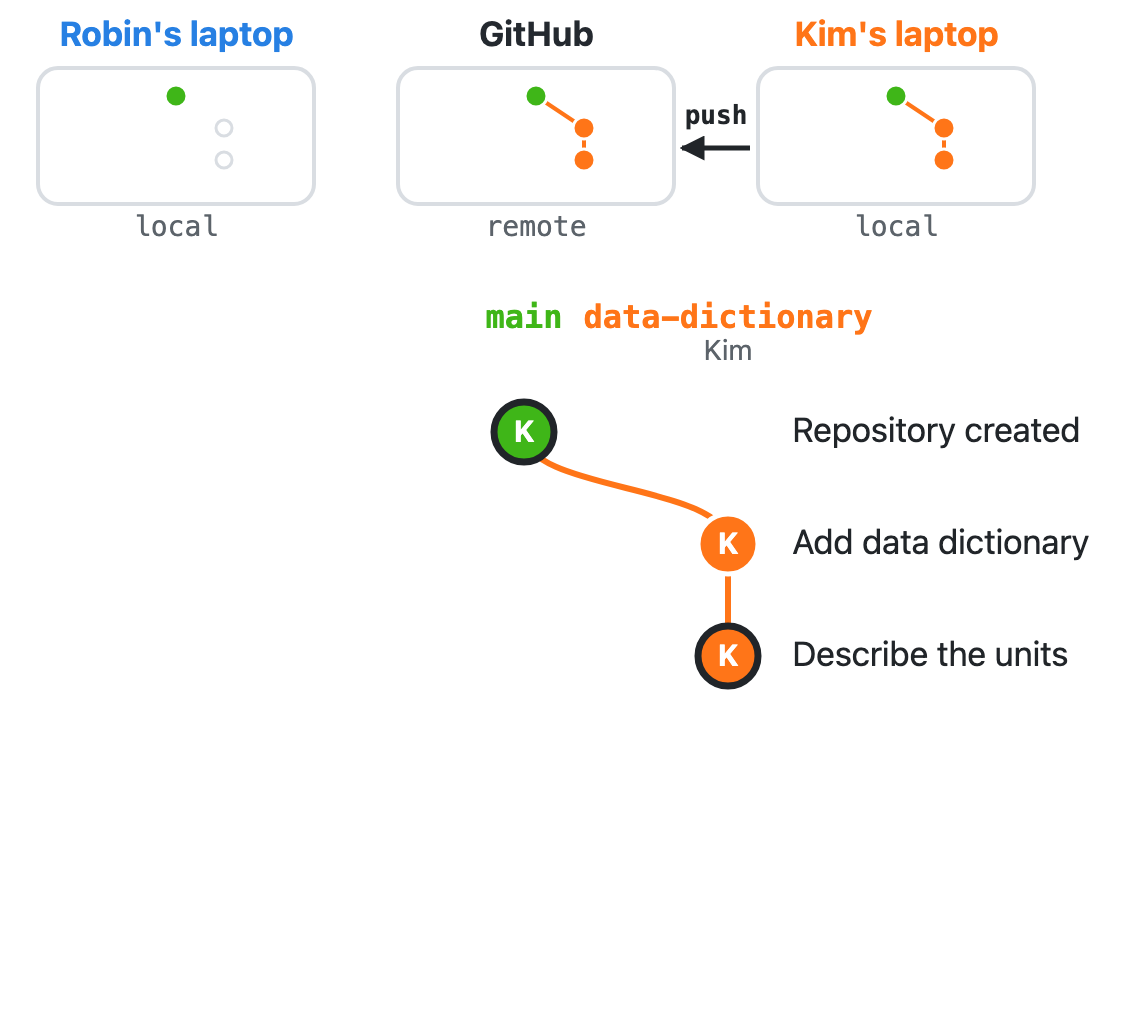 Robin's laptop GitHub Kim's laptop
push
local remote local
main data-dictionary
Kim
K Repository created
K Add data dictionary
K Describe the units